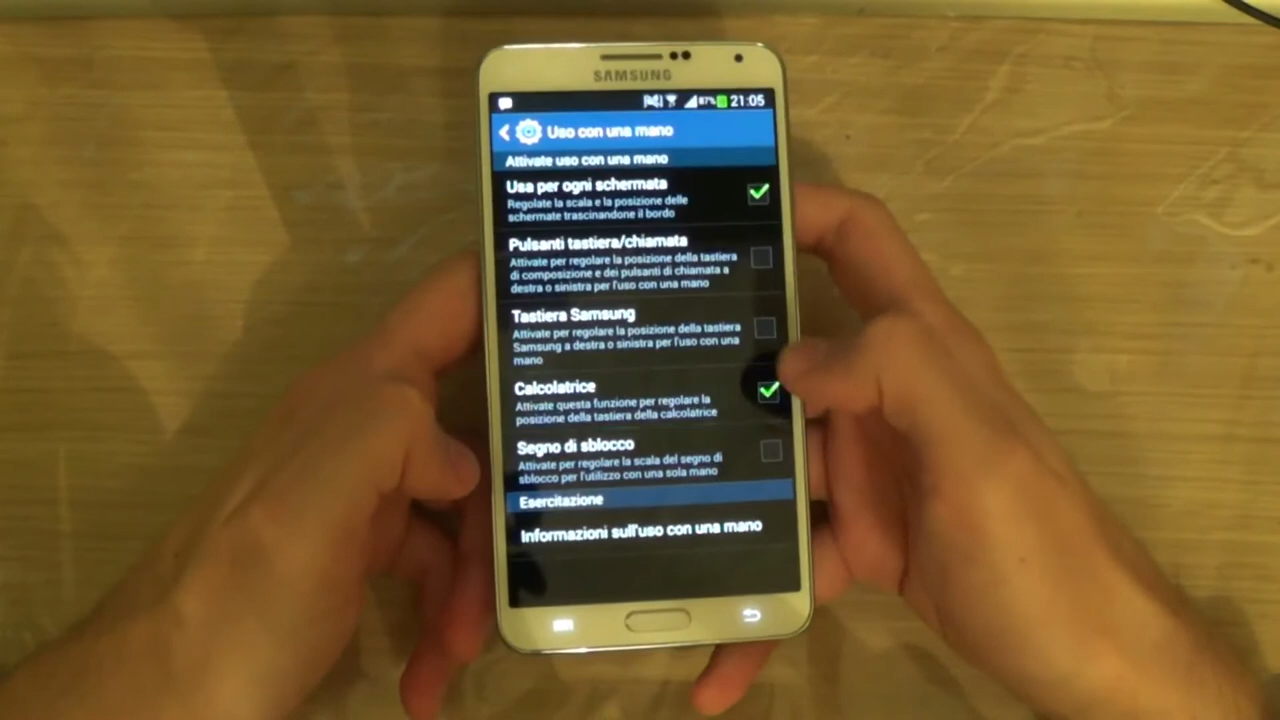 SAMSUNG
87% 21:05
Uso con una mano
Attivate uso con una mano
Usa per ogni schermata
Regolate la scala e la posizione delle
schermate trascinandone il bordo
Pulsanti tastiera/chiamata
Attivate per regolare la posizione della tastiera
di composizione e dei pulsanti di chiamata a
destra o sinistra per l'uso con una mano
Tastiera Samsung
Attivate per regolare la posizione della tastiera
Samsung a destra o sinistra per l'uso con una
mano
Calcolatrice
Attivate questa funzione per regolare la
posizione della tastiera della calcolatrice
Segno di sblocco
Attivate per regolare la scala del segno di
sblocco per l'utilizzo con una sola mano
Esercitazione
Informazioni sull'uso con una mano